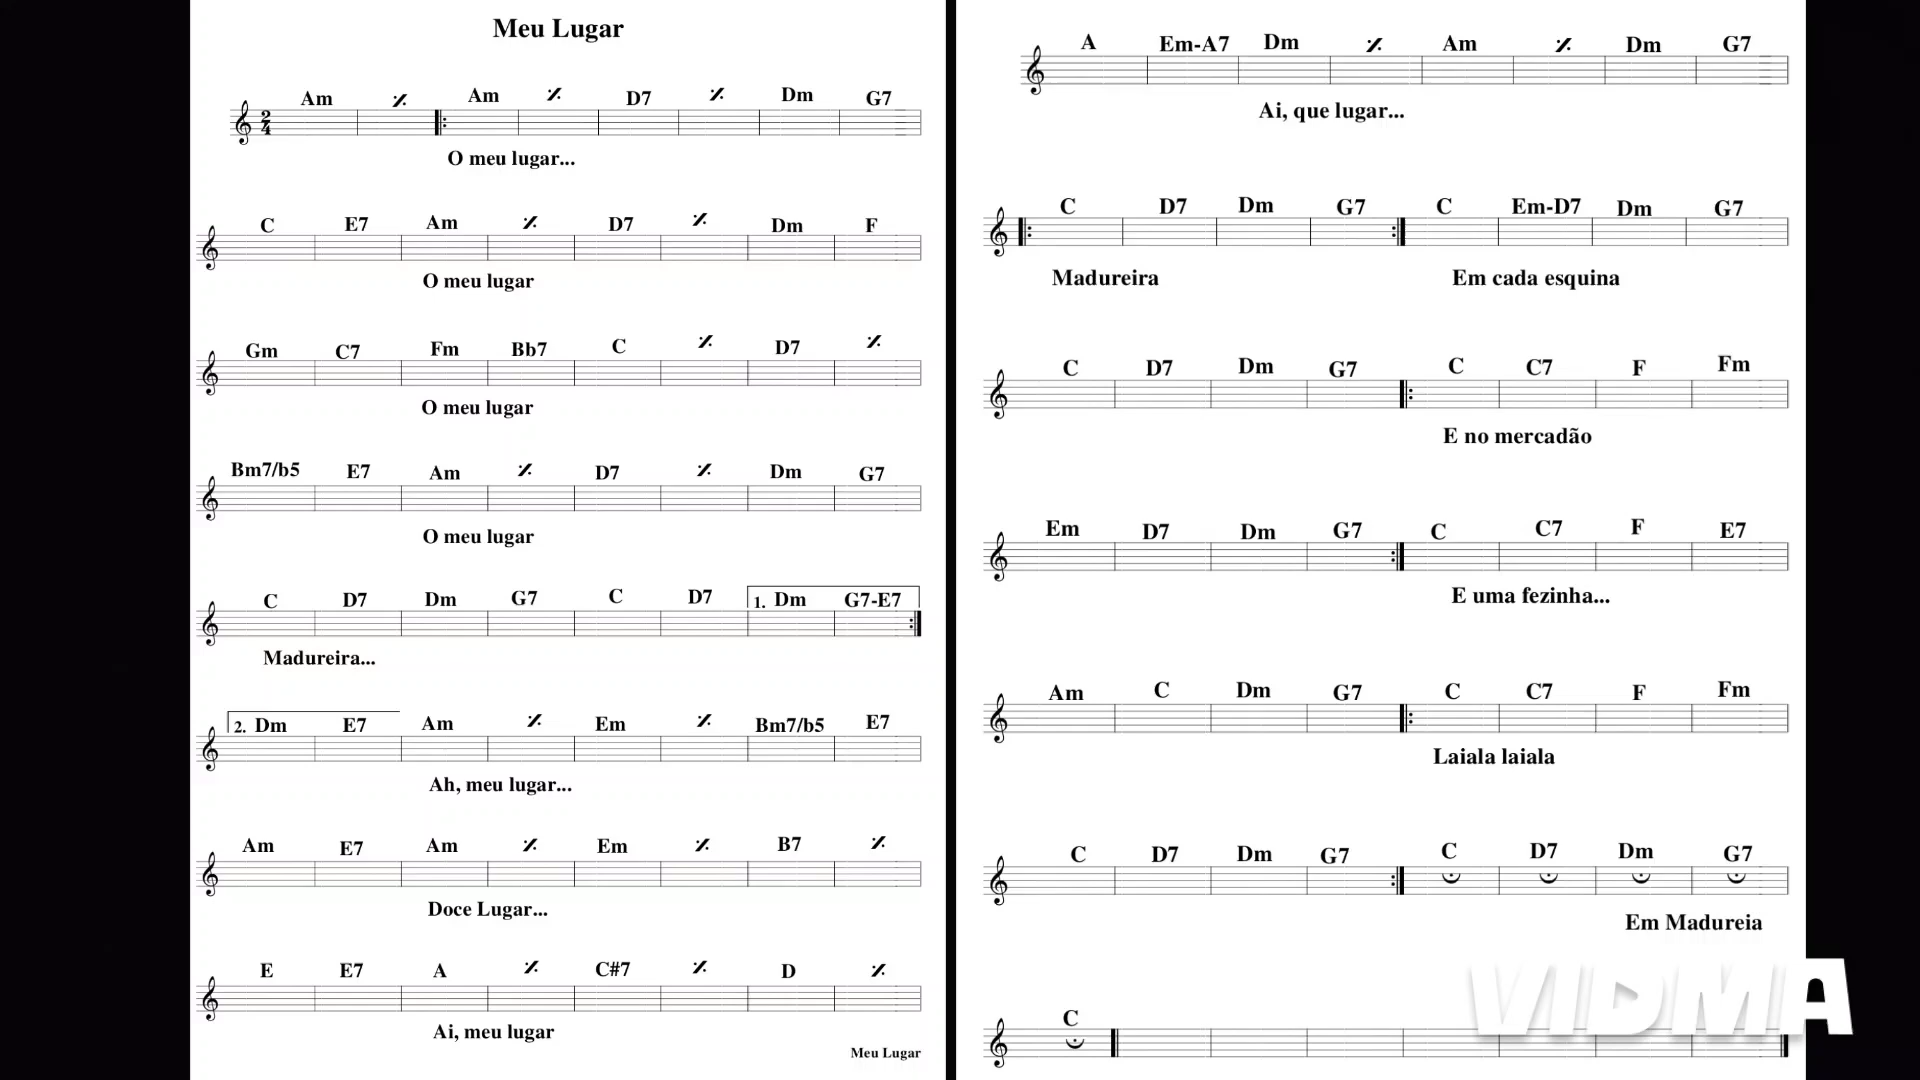 Meu Lugar
Am ٪ Am ٪ D7 ٪ Dm G7
2
4
O meu lugar...
C E7 Am ٪ D7 ٪ Dm F
O meu lugar
Gm C7 Fm Bb7 C ٪ D7 ٪
O meu lugar
Bm7/b5 E7 Am ٪ D7 ٪ Dm G7
O meu lugar
C D7 Dm G7 C D7 1. Dm G7-E7
Madureira...
2. Dm E7 Am ٪ Em ٪ Bm7/b5 E7
Ah, meu lugar...
Am E7 Am ٪ Em ٪ B7 ٪
Doce Lugar...
E E7 A ٪ C#7 ٪ D ٪
Ai, meu lugar
Meu Lugar
A Em-A7 Dm ٪ Am ٪ Dm G7
Ai, que lugar...
C D7 Dm G7 C Em-D7 Dm G7
Madureira Em cada esquina
C D7 Dm G7 C C7 F Fm
E no mercadão
Em D7 Dm G7 C C7 F E7
E uma fezinha...
Am C Dm G7 C C7 F Fm
Laiala laiala
C D7 Dm G7 C D7 Dm G7
Em Madureia
C
VIDMA